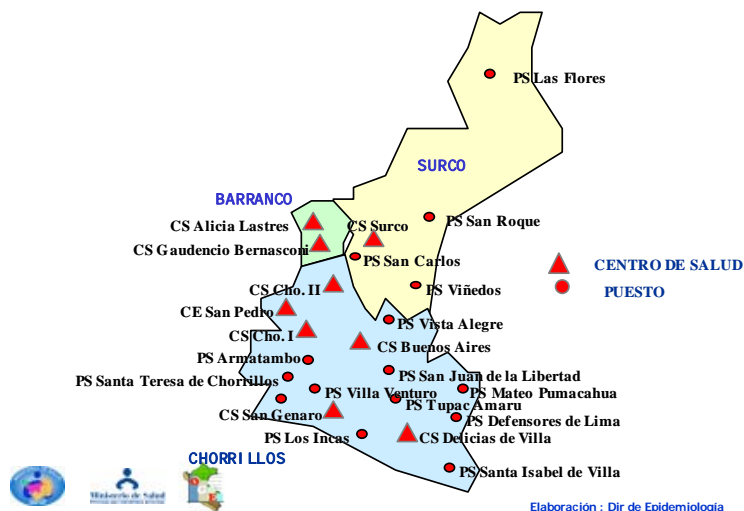 PS Las Flores
SURCO
BARRANCO
CS Alicia Lastres
CS Surco
PS San Roque
CS Gaudencio Bernasconi
PS San Carlos
CENTRO DE SALUD
CS Cho. II
PS Viñedos
PUESTO
CE San Pedro
PS Vista Alegre
CS Cho. I
CS Buenos Aires
PS Armatambo
PS San Juan de la Libertad
PS Santa Teresa de Chorrillos
PS Villa Venturo
PS Mateo Pumacahua
PS Tupac Amaru
CS San Genaro
PS Defensores de Lima
PS Los Incas
CS Delicias de Villa
CHORRILLOS
PS Santa Isabel de Villa
Ministerio de Salud
Elaboración : Dir de Epidemiología